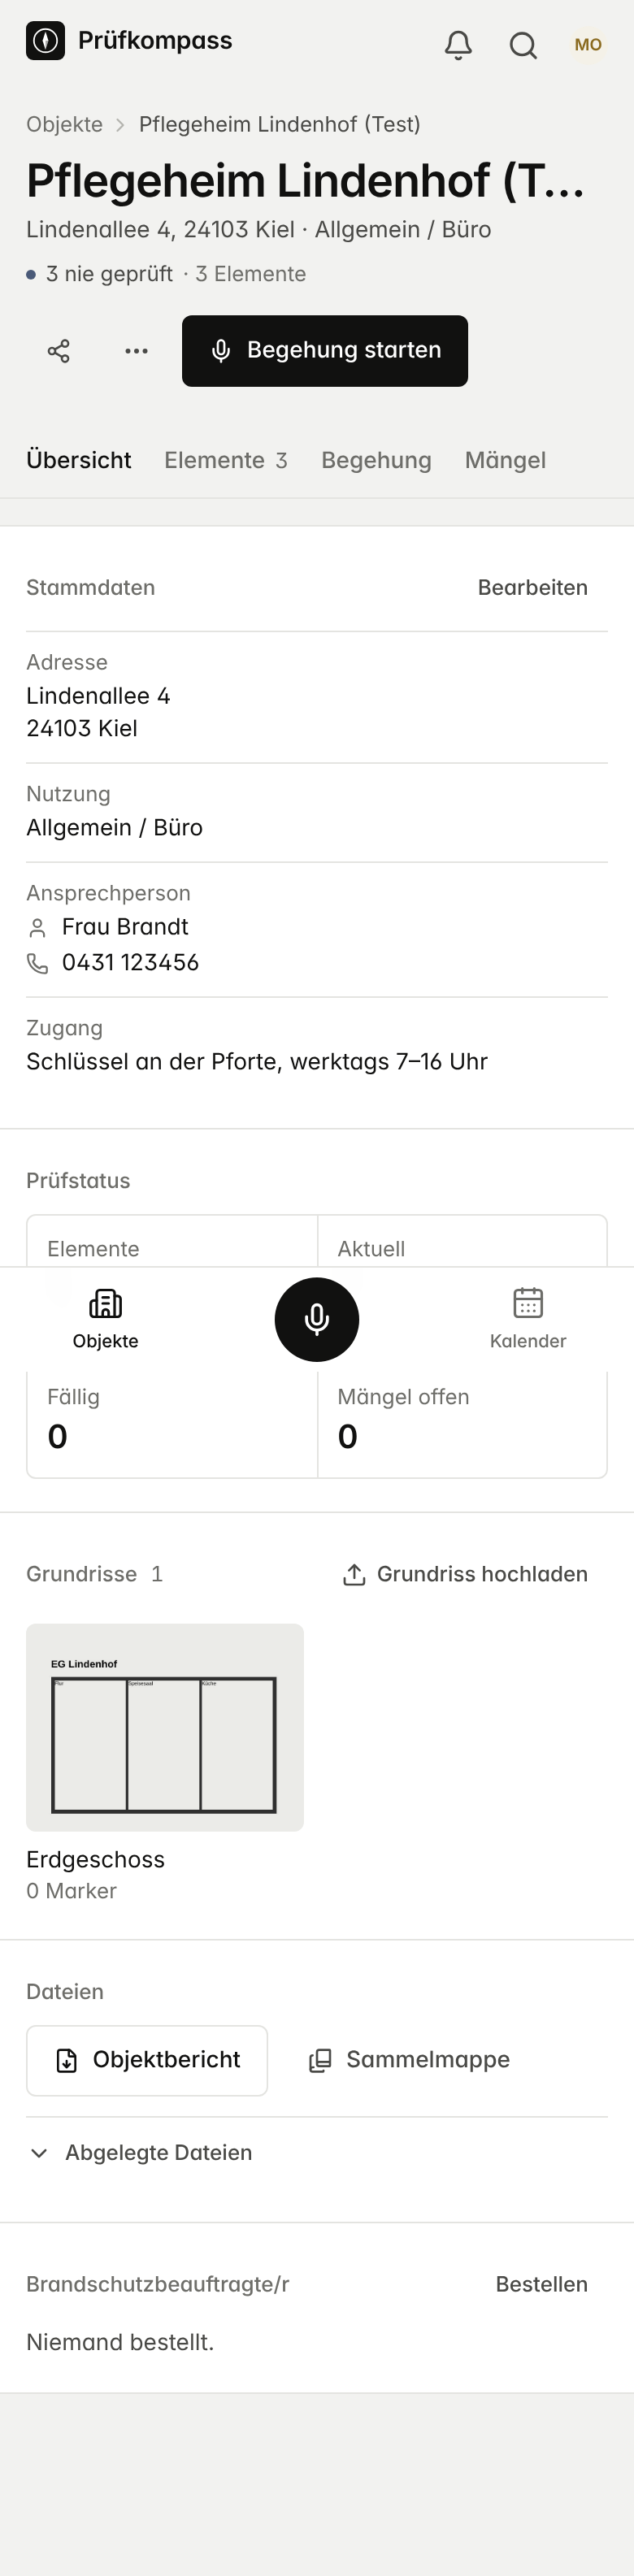 Prüfkompass
MO
Objekte > Pflegeheim Lindenhof (Test)
Pflegeheim Lindenhof (T...
Lindenallee 4, 24103 Kiel · Allgemein / Büro
3 nie geprüft · 3 Elemente
Begehung starten
Übersicht Elemente 3 Begehung Mängel
Stammdaten Bearbeiten
Adresse
Lindenallee 4
24103 Kiel
Nutzung
Allgemein / Büro
Ansprechperson
Frau Brandt
0431 123456
Zugang
Schlüssel an der Pforte, werktags 7–16 Uhr
Prüfstatus
Elemente Aktuell
Objekte Kalender
Fällig Mängel offen
0 0
Grundrisse 1 Grundriss hochladen
EG Lindenhof
Flur Speisesaal Küche
Erdgeschoss
0 Marker
Dateien
Objektbericht Sammelmappe
Abgelegte Dateien
Brandschutzbeauftragte/r Bestellen
Niemand bestellt.